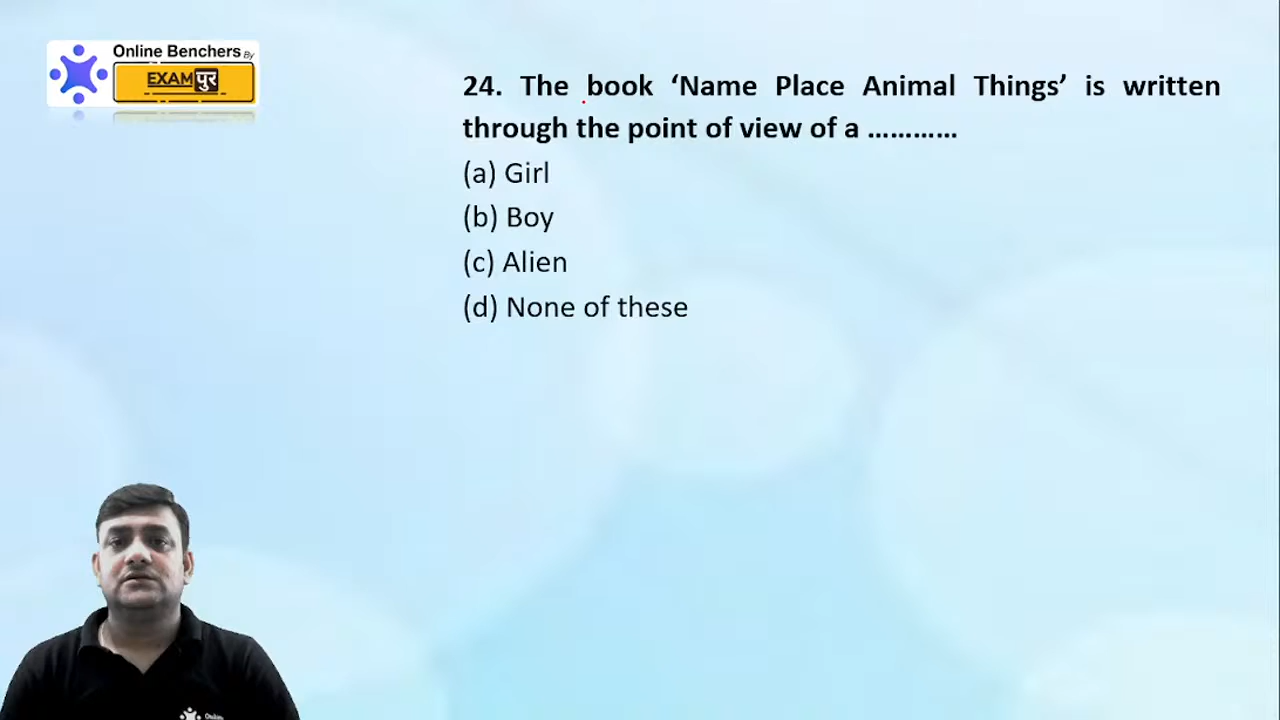 Online Benchers By
EXAMपुर
24. The book ‘Name Place Animal Things’ is written
through the point of view of a …………
(a) Girl
(b) Boy
(c) Alien
(d) None of these